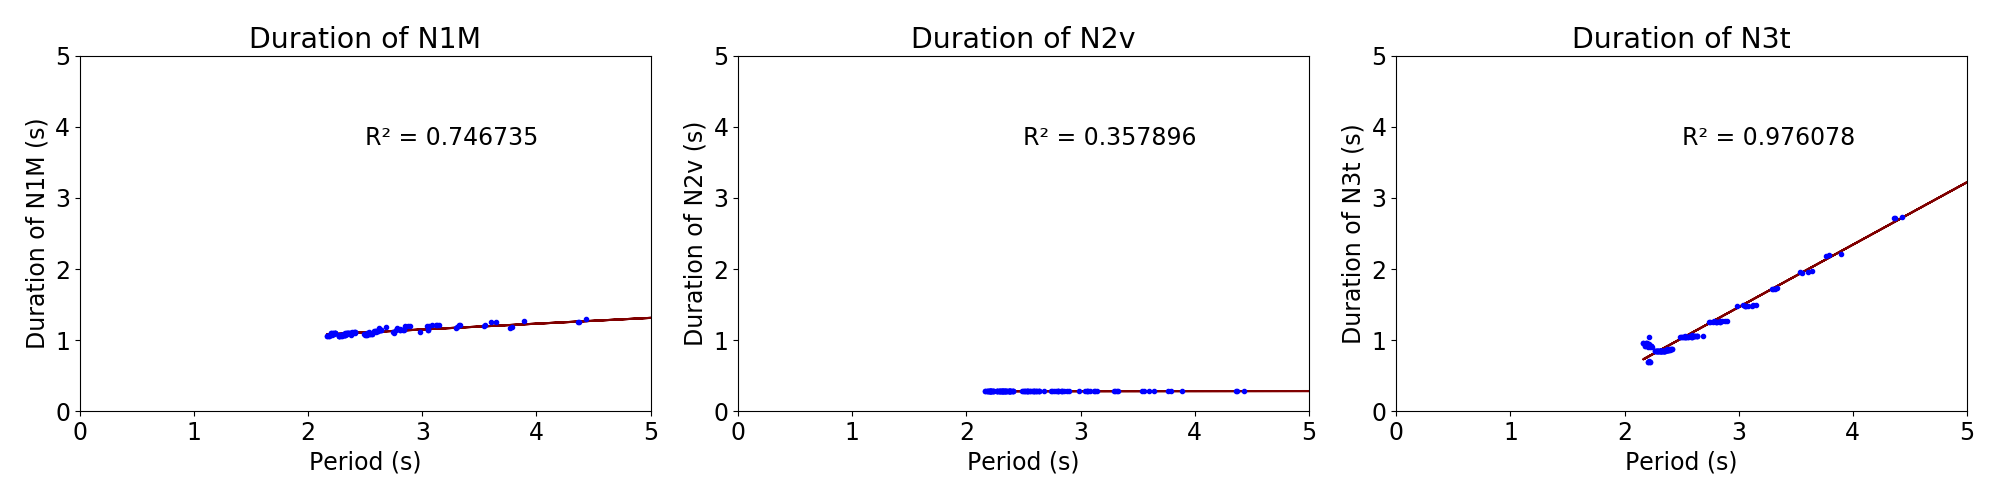 Duration of N1M
Duration of N1M (s)
5
4
3
2
1
0
R² = 0.746735
0 1 2 3 4 5
Period (s)
Duration of N2v
Duration of N2v (s)
5
4
3
2
1
0
R² = 0.357896
0 1 2 3 4 5
Period (s)
Duration of N3t
Duration of N3t (s)
5
4
3
2
1
0
R² = 0.976078
0 1 2 3 4 5
Period (s)